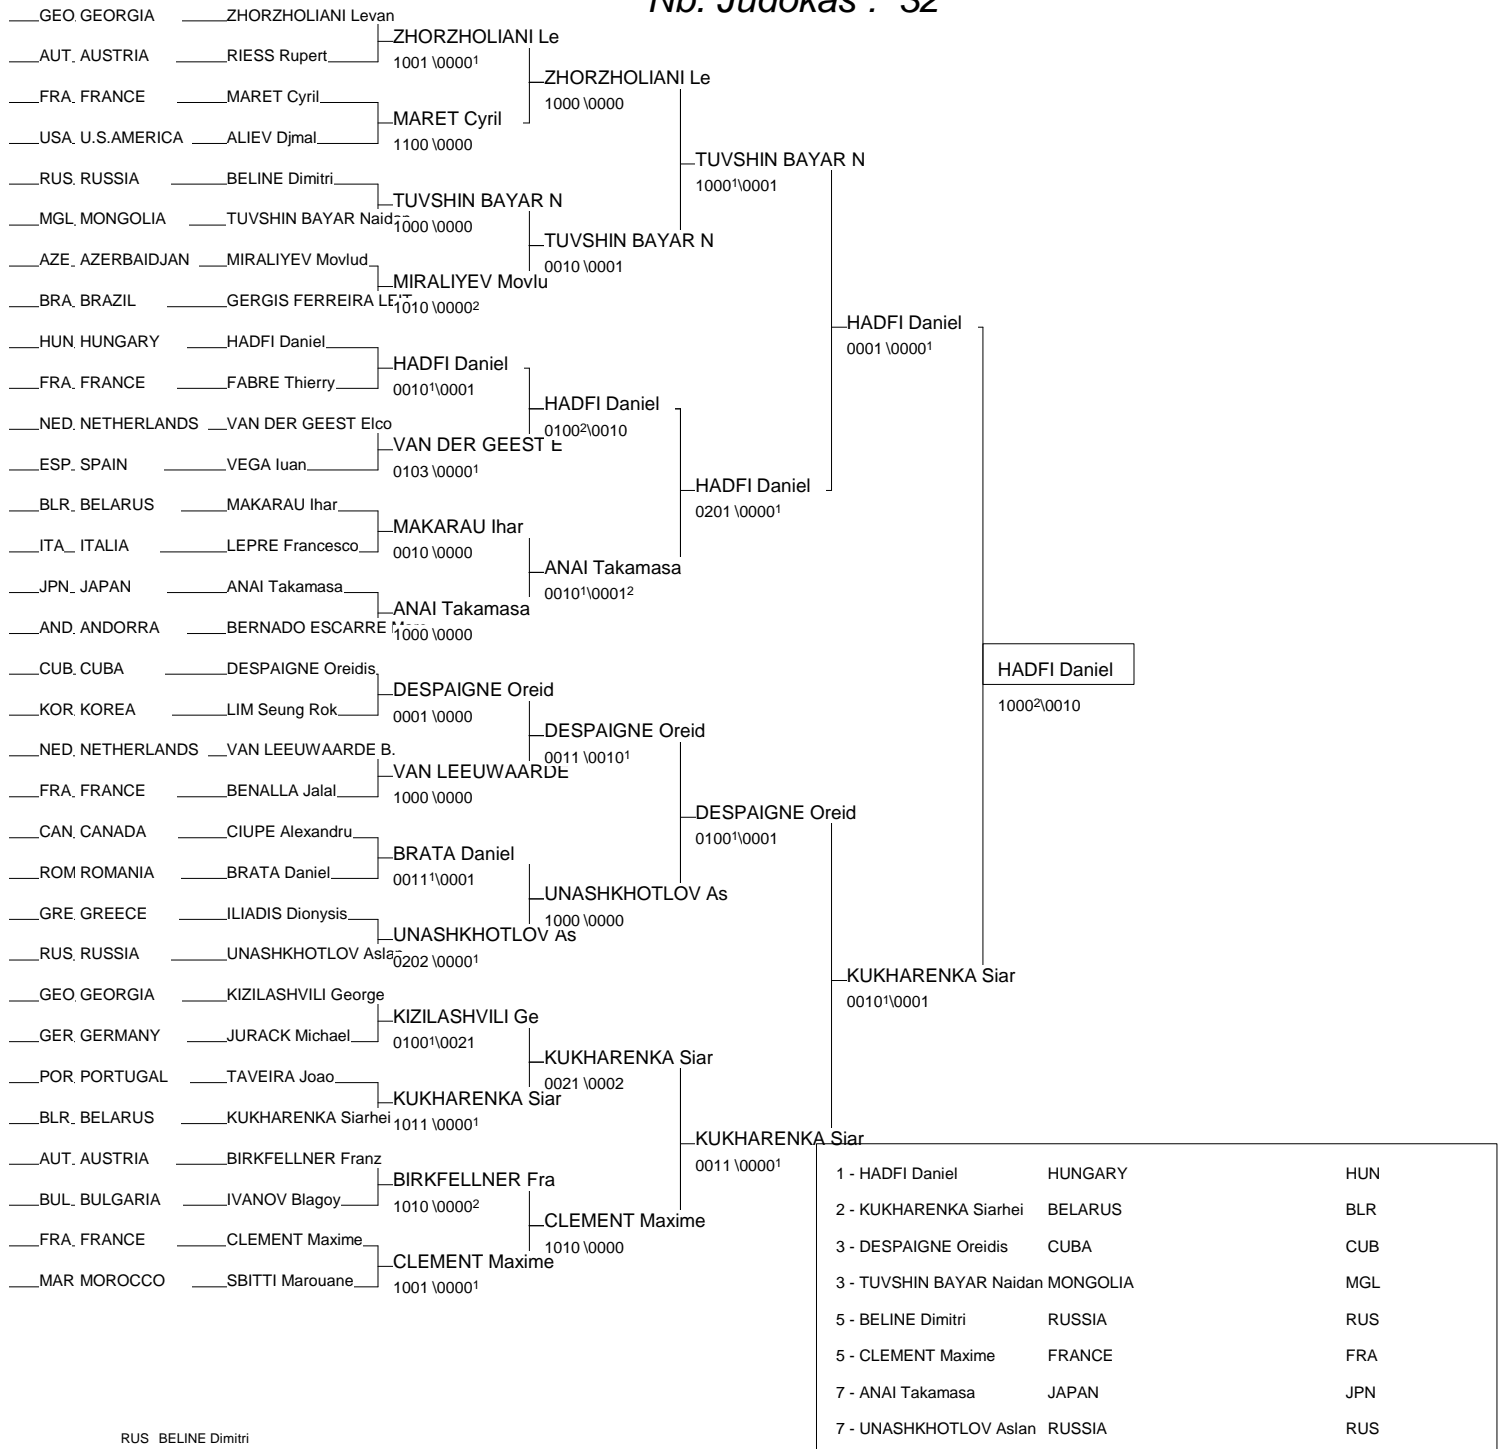 Nb. Judokas : 32
GEO GEORGIA ZHORZHOLIANI Levan
ZHORZHOLIANI Le
1001 \0000¹
AUT AUSTRIA RIESS Rupert
ZHORZHOLIANI Le
1000 \0000
FRA FRANCE MARET Cyril
MARET Cyril
1100 \0000
USA U.S.AMERICA ALIEV Djmal
TUVSHIN BAYAR N
1000¹\0001
RUS RUSSIA BELINE Dimitri
TUVSHIN BAYAR N
1000 \0000
MGL MONGOLIA TUVSHIN BAYAR Naidan
TUVSHIN BAYAR N
0010 \0001
AZE AZERBAIDJAN MIRALIYEV Movlud
MIRALIYEV Movlu
1010 \0000²
BRA BRAZIL GERGIS FERREIRA LEIT
HADFI Daniel
0001 \0000¹
HUN HUNGARY HADFI Daniel
HADFI Daniel
0010¹\0001
FRA FRANCE FABRE Thierry
HADFI Daniel
0100²\0010
NED NETHERLANDS VAN DER GEEST Elco
VAN DER GEEST E
0103 \0000¹
ESP SPAIN VEGA Iuan
HADFI Daniel
0201 \0000¹
BLR BELARUS MAKARAU Ihar
MAKARAU Ihar
0010 \0000
ITA ITALIA LEPRE Francesco
ANAI Takamasa
0010¹\0001²
JPN JAPAN ANAI Takamasa
ANAI Takamasa
1000 \0000
AND ANDORRA BERNADO ESCARRE
HADFI Daniel
1000²\0010
CUB CUBA DESPAIGNE Oreidis
DESPAIGNE Oreid
0001 \0000
KOR KOREA LIM Seung Rok
DESPAIGNE Oreid
0011 \0010¹
NED NETHERLANDS VAN LEEUWAARDE B.
VAN LEEUWAARDE
1000 \0000
FRA FRANCE BENALLA Jalal
DESPAIGNE Oreid
0100¹\0001
CAN CANADA CIUPE Alexandru
BRATA Daniel
0011¹\0001
ROM ROMANIA BRATA Daniel
UNASHKHOTLOV As
1000 \0000
GRE GREECE ILIADIS Dionysis
UNASHKHOTLOV As
0202 \0000¹
RUS RUSSIA UNASHKHOTLOV Aslan
KUKHARENKA Siar
0010¹\0001
GEO GEORGIA KIZILASHVILI George
KIZILASHVILI Ge
0100¹\0021
GER GERMANY JURACK Michael
KUKHARENKA Siar
0021 \0002
POR PORTUGAL TAVEIRA Joao
KUKHARENKA Siar
1011 \0000¹
BLR BELARUS KUKHARENKA Siarhei
KUKHARENKA Siar
0011 \0000¹
AUT AUSTRIA BIRKFELLNER Franz
BIRKFELLNER Fra
1010 \0000²
BUL BULGARIA IVANOV Blagoy
CLEMENT Maxime
1010 \0000
FRA FRANCE CLEMENT Maxime
CLEMENT Maxime
1001 \0000¹
MAR MOROCCO SBITTI Marouane
1 - HADFI Daniel HUNGARY HUN
2 - KUKHARENKA Siarhei BELARUS BLR
3 - DESPAIGNE Oreidis CUBA CUB
3 - TUVSHIN BAYAR Naidan MONGOLIA MGL
5 - BELINE Dimitri RUSSIA RUS
5 - CLEMENT Maxime FRANCE FRA
7 - ANAI Takamasa JAPAN JPN
7 - UNASHKHOTLOV Aslan RUSSIA RUS
RUS BELINE Dimitri